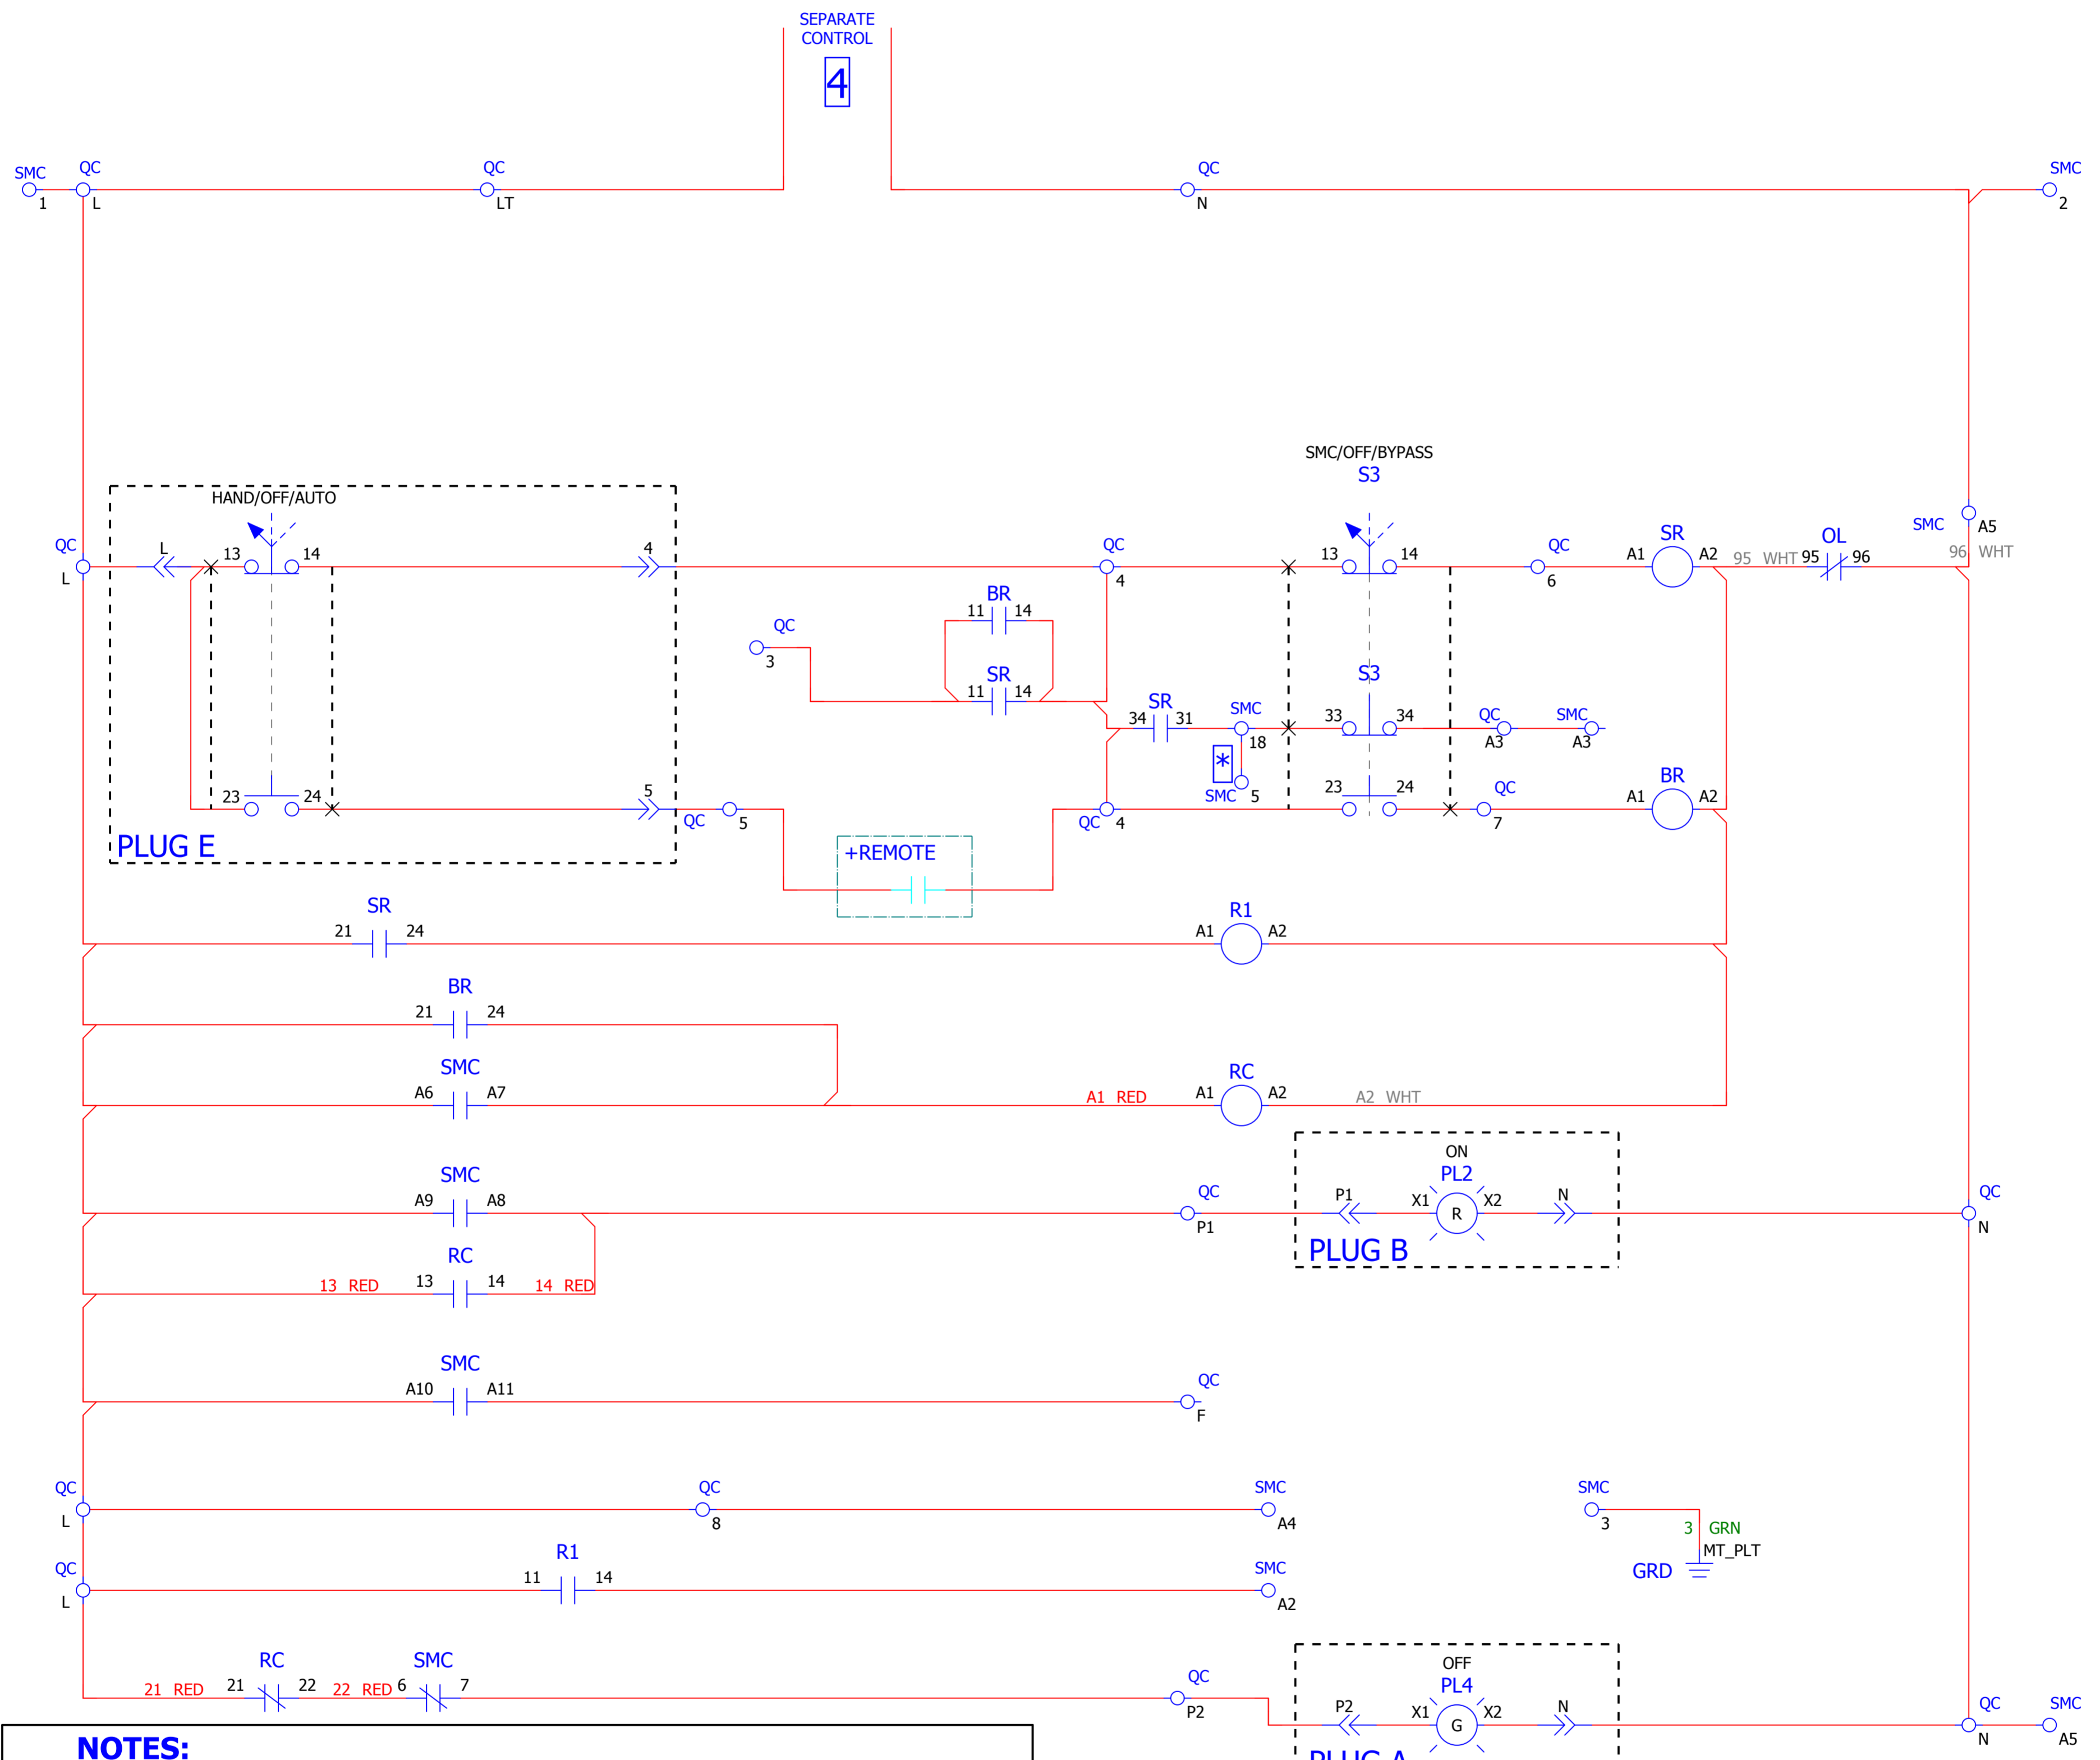 SEPARATE
CONTROL
4
SMC QC QC QC SMC
1 L LT N 2
SMC/OFF/BYPASS
S3
HAND/OFF/AUTO
QC L 13 14 4 QC 13 14 QC SR OL SMC A5
L 4 6 A1 A2 95 WHT 95 96 96 WHT
BR
11 14
QC
3
SR S3
11 14
SR SMC QC SMC
34 31 18 33 34 A3 A3
*
SMC 5
BR
23 24 5 QC 5 QC 4 23 24 QC 7 A1 A2
PLUG E
+REMOTE
SR R1
21 24 A1 A2
BR
21 24
SMC RC
A6 A7 A1 RED A1 A2 A2 WHT
ON
SMC QC PL2 QC
A9 A8 P1 P1 X1 R X2 N N
PLUG B
RC
13 RED 13 14 14 RED
SMC QC
A10 A11 F
QC QC SMC SMC
L 8 A4 3
3 GRN
MT_PLT
GRD
QC R1 SMC
L 11 14 A2
OFF
RC SMC QC PL4 QC SMC
21 RED 21 22 22 RED 6 7 P2 P2 X1 G X2 N N A5
PLUG A
NOTES: